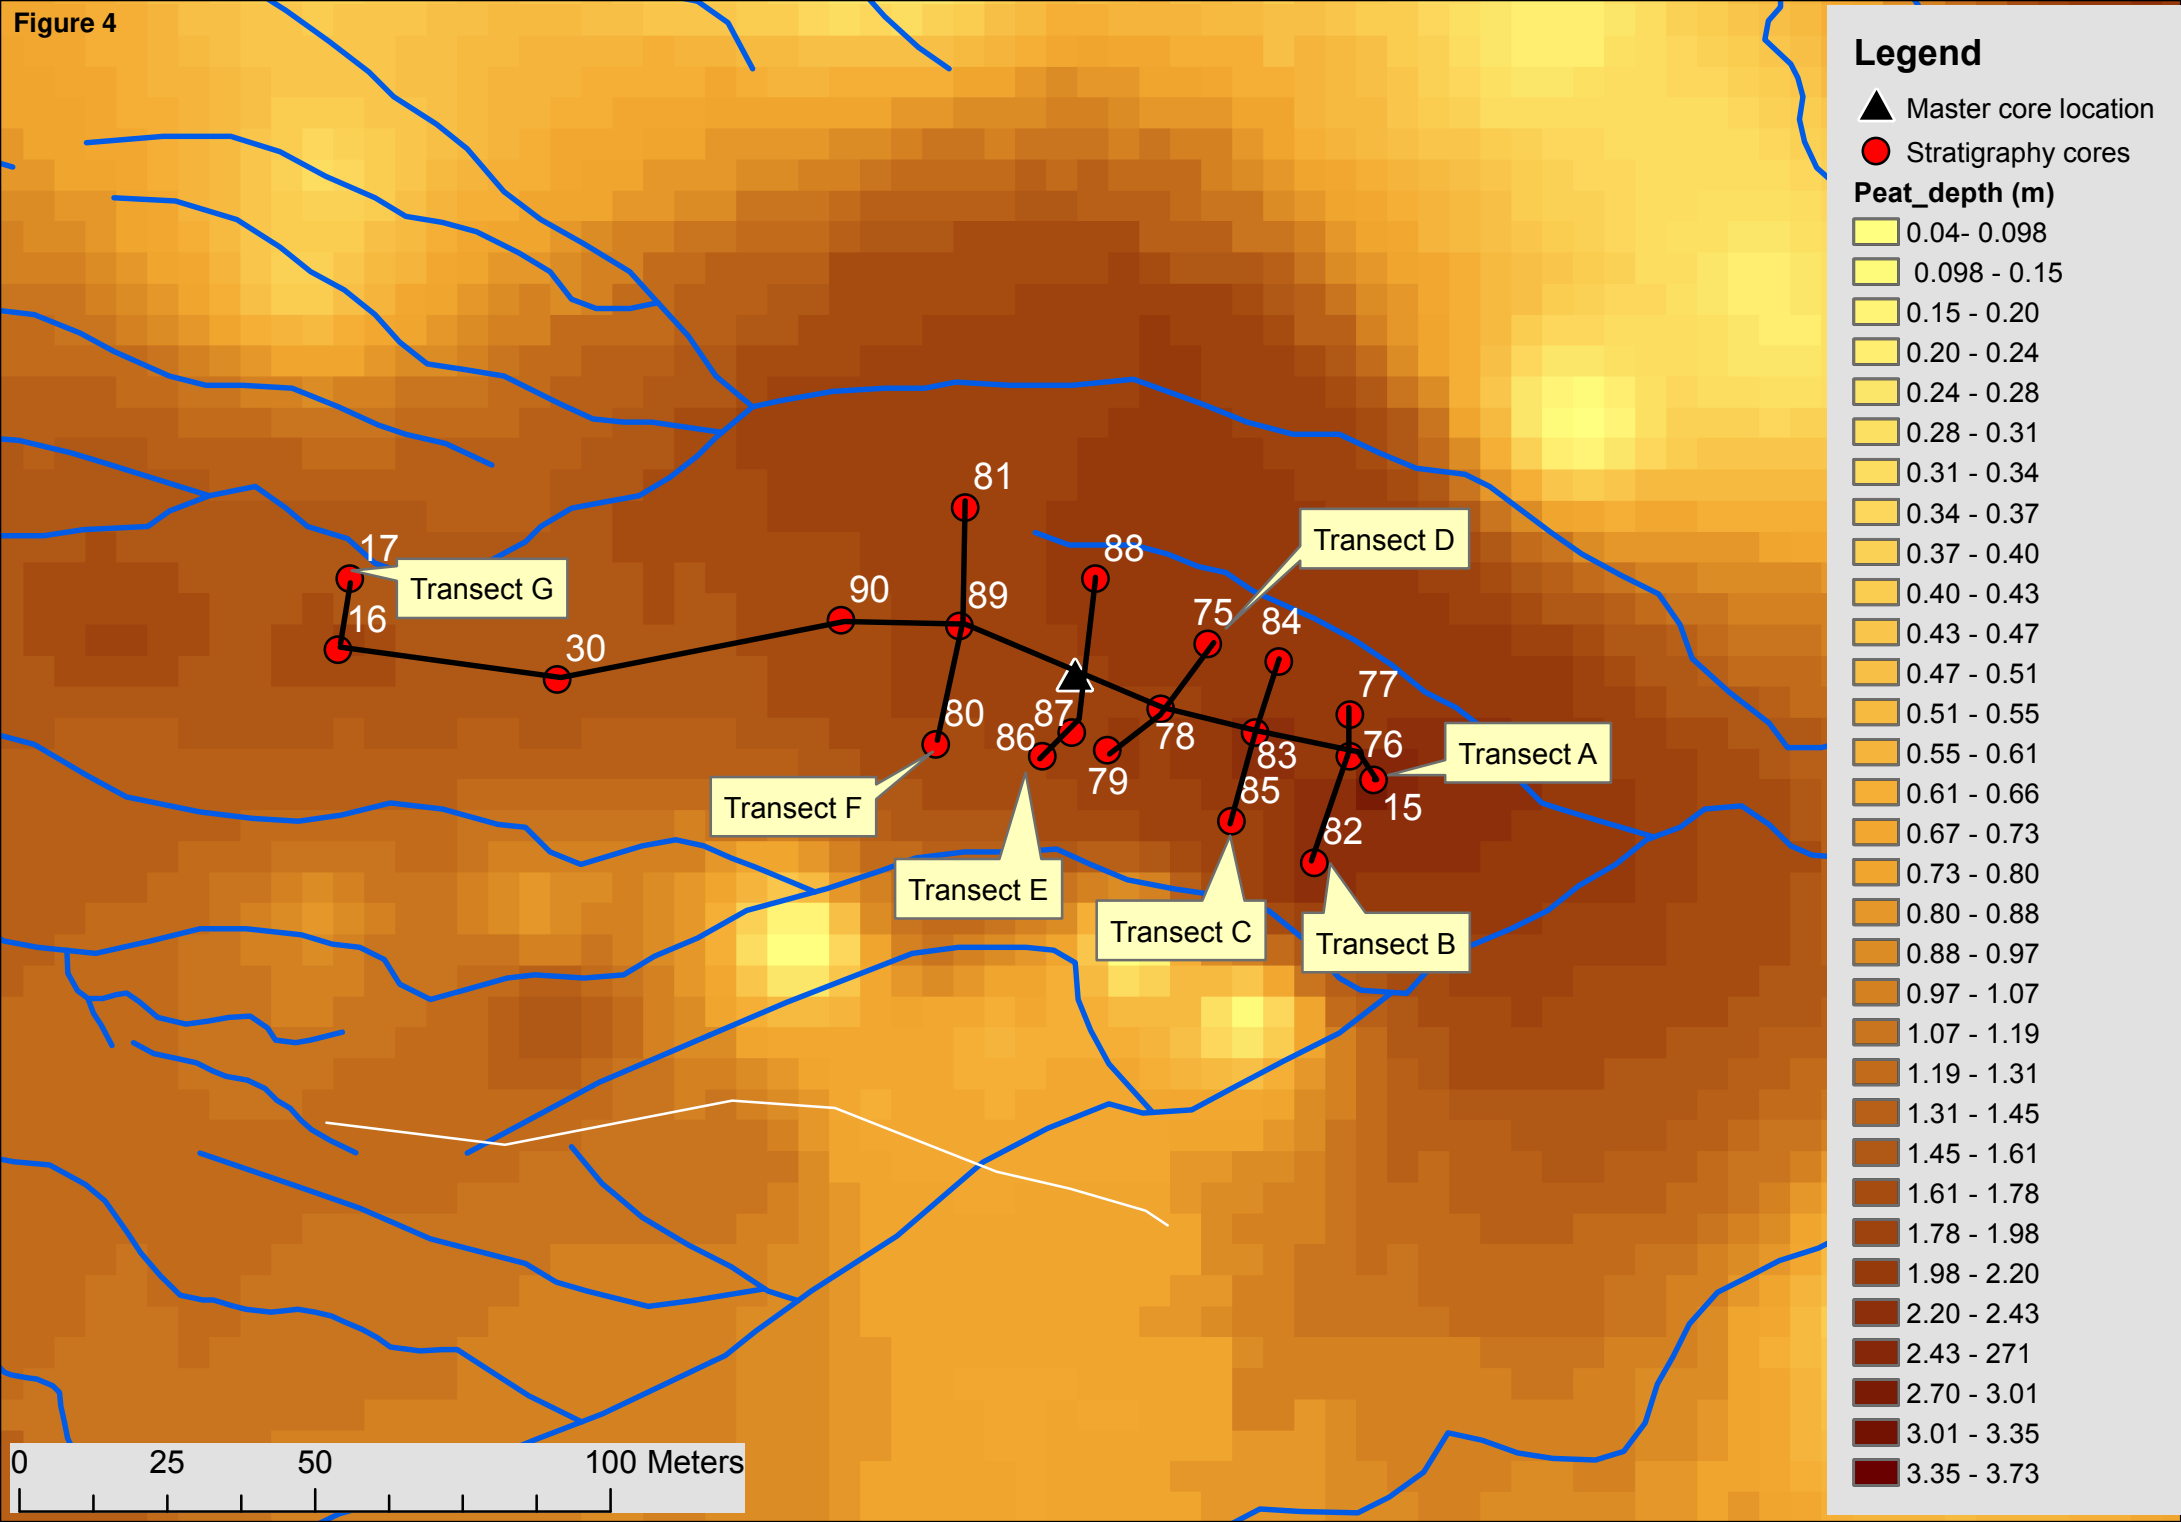 Figure 4
81
88
Transect D
17
Transect G
90
89
16
75
84
30
77
80
87
86
78
76
83
Transect A
79
85
15
Transect F
82
Transect E
Transect C
Transect B
0 25 50 100 Meters
Legend
Master core location
Stratigraphy cores
Peat_depth (m)
0.04- 0.098
0.098 - 0.15
0.15 - 0.20
0.20 - 0.24
0.24 - 0.28
0.28 - 0.31
0.31 - 0.34
0.34 - 0.37
0.37 - 0.40
0.40 - 0.43
0.43 - 0.47
0.47 - 0.51
0.51 - 0.55
0.55 - 0.61
0.61 - 0.66
0.67 - 0.73
0.73 - 0.80
0.80 - 0.88
0.88 - 0.97
0.97 - 1.07
1.07 - 1.19
1.19 - 1.31
1.31 - 1.45
1.45 - 1.61
1.61 - 1.78
1.78 - 1.98
1.98 - 2.20
2.20 - 2.43
2.43 - 271
2.70 - 3.01
3.01 - 3.35
3.35 - 3.73